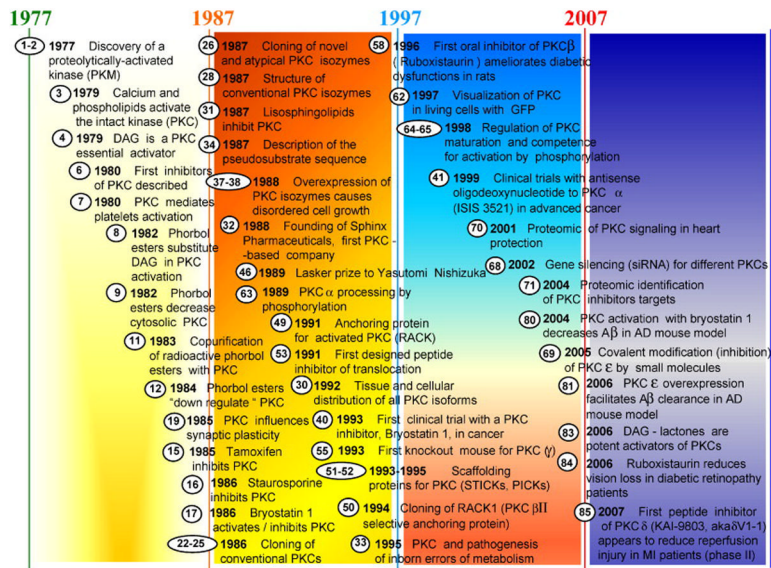 1977
1987
1997
2007
1-2 1977 Discovery of a
proteolytically-activated
kinase (PKM)
3 1979 Calcium and
phospholipids activate
the intact kinase (PKC)
4 1979 DAG is a PKC
essential activator
6 1980 First inhibitors
of PKC described
7 1980 PKC mediates
platelets activation
8 1982 Phorbol
esters substitute
DAG in PKC
activation
9 1982 Phorbol
esters decrease
cytosolic PKC
11 1983 Copurification
of radioactive phorbol
esters with PKC
12 1984 Phorbol esters
“down regulate “ PKC
19 1985 PKC influences
synaptic plasticity
15 1985 Tamoxifen
inhibits PKC
16 1986 Staurosporine
inhibits PKC
17 1986 Bryostatin 1
activates / inhibits PKC
22-25 1986 Cloning of
conventional PKCs
26 1987 Cloning of novel
and atypical PKC isozymes
28 1987 Structure of
conventional PKC isozymes
31 1987 Lisosphingolipids
inhibit PKC
34 1987 Description of the
pseudosubstrate sequence
37-38 1988 Overexpression of
PKC isozymes causes
disordered cell growth
32 1988 Founding of Sphinx
Pharmaceuticals, first PKC -
-based company
46 1989 Lasker prize to Yasutomi Nishizuka
63 1989 PKCα processing by
phosphorylation
49 1991 Anchoring protein
for activated PKC (RACK)
53 1991 First designed peptide
inhibitor of translocation
30 1992 Tissue and cellular
distribution of all PKC isoforms
40 1993 First clinical trial with a PKC
inhibitor, Bryostatin 1, in cancer
55 1993 First knockout mouse for PKC (γ)
51-52 1993-1995 Scaffolding
proteins for PKC (STICKs, PICKs)
50 1994 Cloning of RACK1 (PKC βII
selective anchoring protein)
33 1995 PKC and pathogenesis
of inborn errors of metabolism
58 1996 First oral inhibitor of PKCβ
( Ruboxistaurin ) ameliorates diabetic
dysfunctions in rats
62 1997 Visualization of PKC
in living cells with GFP
64-65 1998 Regulation of PKC
maturation and competence
for activation by phosphorylation
41 1999 Clinical trials with antisense
oligodeoxynucleotide to PKC α
(ISIS 3521) in advanced cancer
70 2001 Proteomic of PKC signaling in heart
protection
68 2002 Gene silencing (siRNA) for different PKCs
71 2004 Proteomic identification
of PKC inhibitors targets
80 2004 PKC activation with bryostatin 1
decreases Aβ in AD mouse model
69 2005 Covalent modification (inhibition)
of PKC ε by small molecules
81 2006 PKC ε overexpression
facilitates Aβ clearance in AD
mouse model
83 2006 DAG - lactones are
potent activators of PKCs
84 2006 Ruboxistaurin reduces
vision loss in diabetic retinopathy
patients
85 2007 First peptide inhibitor
of PKC δ (KAI-9803, akaδV1-1)
appears to reduce reperfusion
injury in MI patients (phase II)